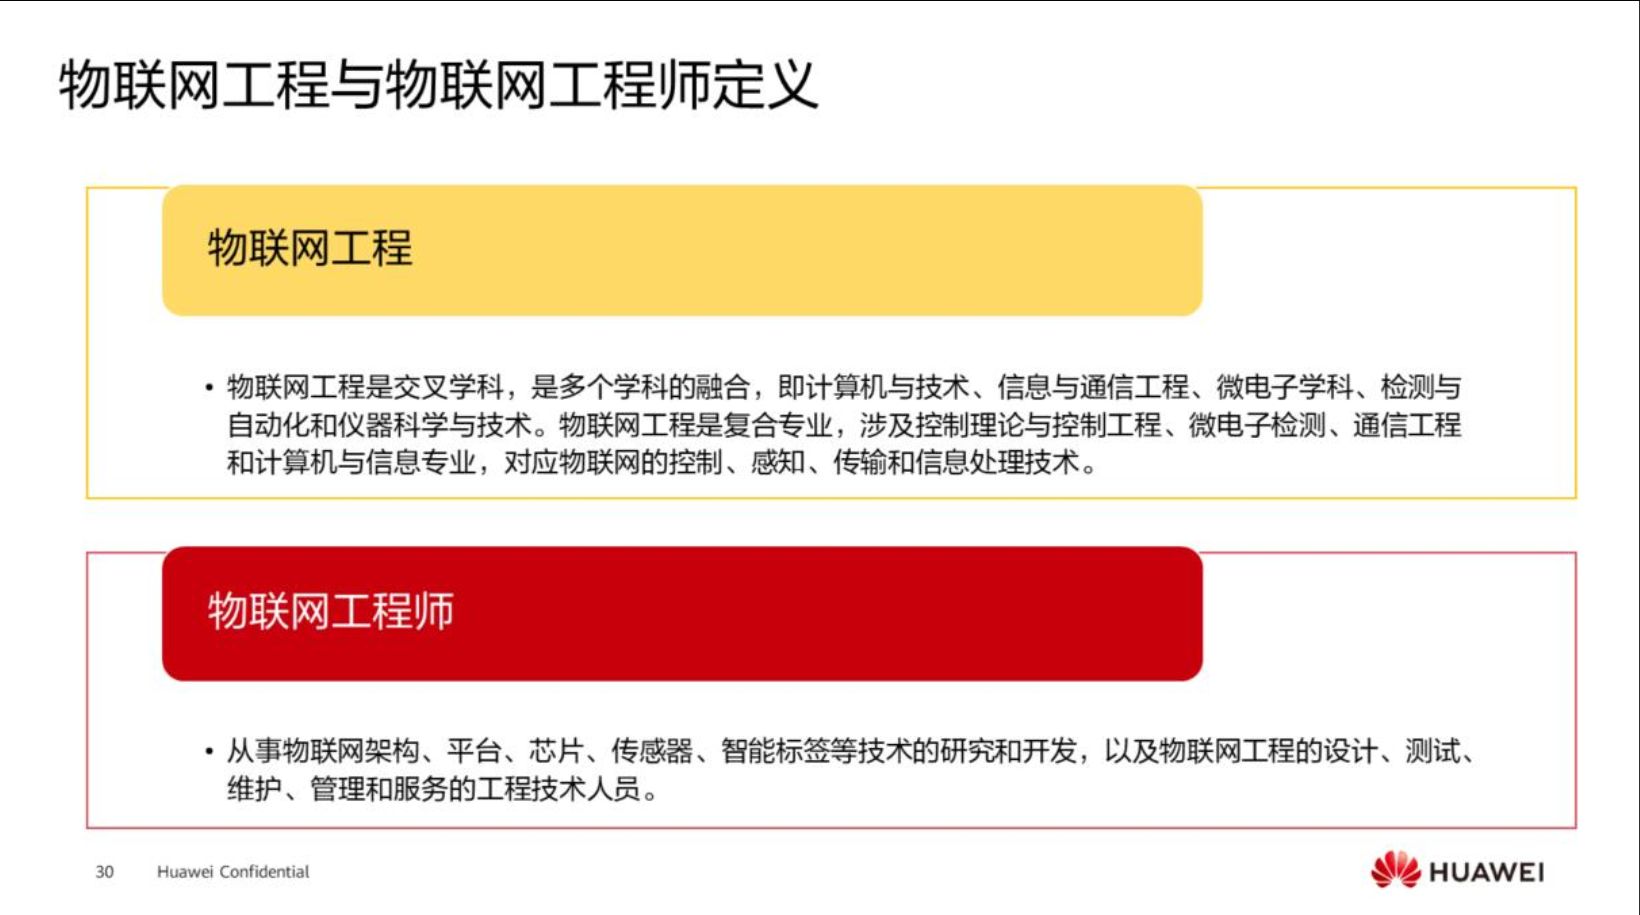 物联网工程与物联网工程师定义
物联网工程
• 物联网工程是交叉学科，是多个学科的融合，即计算机与技术、信息与通信工程、微电子学科、检测与
自动化和仪器科学与技术。物联网工程是复合专业，涉及控制理论与控制工程、微电子检测、通信工程
和计算机与信息专业，对应物联网的控制、感知、传输和信息处理技术。
物联网工程师
• 从事物联网架构、平台、芯片、传感器、智能标签等技术的研究和开发，以及物联网工程的设计、测试、
维护、管理和服务的工程技术人员。
30 Huawei Confidential
HUAWEI